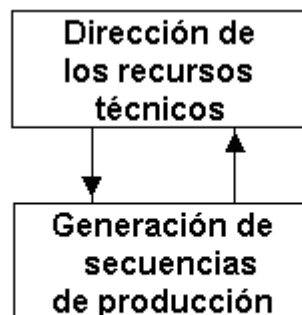 Dirección de
los recursos
técnicos
Generación de
secuencias
de producción